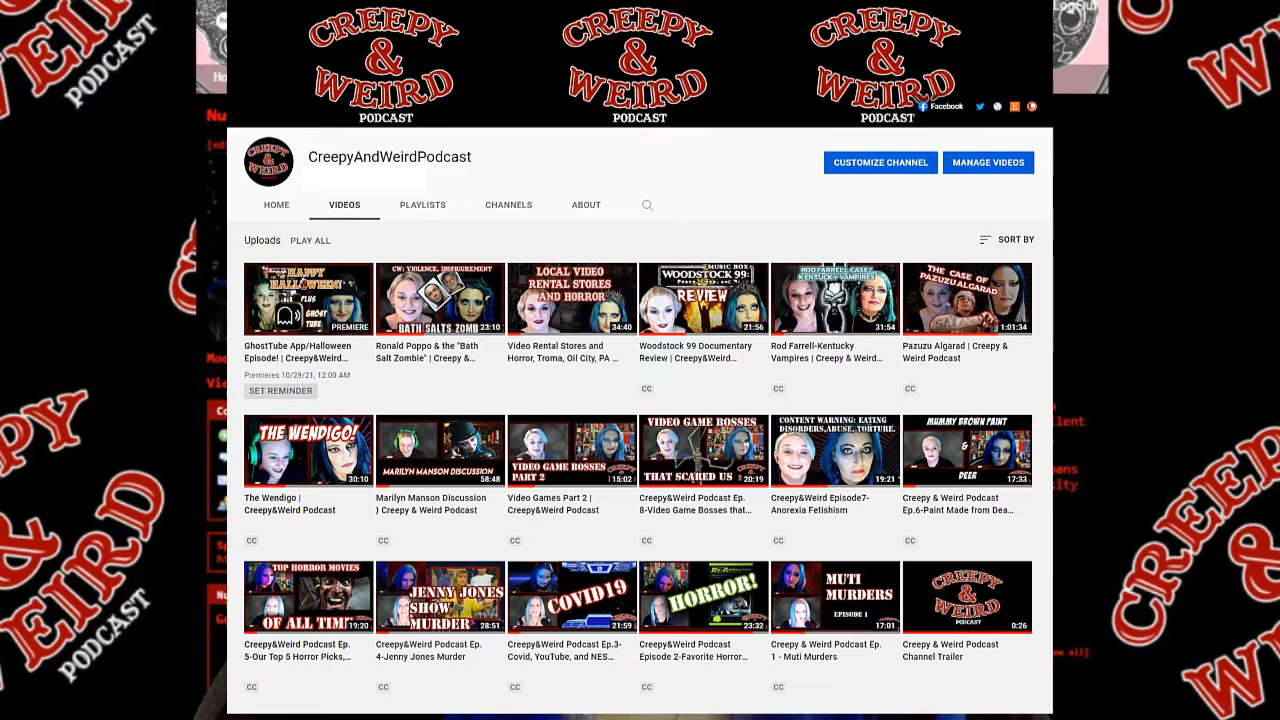 CREEPY
&
WEIRD
PODCAST
CREEPY
&
WEIRD
PODCAST
CREEPY
&
WEIRD
PODCAST
LogOut
Facebook
CREEPY
&
WEIRD
CreepyAndWeirdPodcast
CUSTOMIZE CHANNEL
MANAGE VIDEOS
HOME
VIDEOS
PLAYLISTS
CHANNELS
ABOUT
Uploads
PLAY ALL
SORT BY
HAPPY
HALLOWEEN!
PLUS
GHOST
TUBE
PREMIERE
CW: VIOLENCE, DISFIGUREMENT
BATH SALTS ZOMB
23:10
LOCAL VIDEO
RENTAL STORES
AND HORROR
34:40
MUSIC BOX
WOODSTOCK 99:
REVIEW
21:56
ROD FARRELL CASE/
KENTUCKY VAMPIRES
31:54
THE CASE OF
PAZUZU ALGARAD
1:01:34
GhostTube App/Halloween
Episode! | Creepy&Weird...
Premieres 10/29/21, 12:00 AM
SET REMINDER
Ronald Poppo & the "Bath
Salt Zombie" | Creepy &...
Video Rental Stores and
Horror, Troma, Oil City, PA ...
Woodstock 99 Documentary
Review | Creepy&Weird...
CC
Rod Farrell-Kentucky
Vampires | Creepy & Weird...
CC
Pazuzu Algarad | Creepy &
Weird Podcast
CC
THE WENDIGO!
30:10
MARILYN MANSON DISCUSSION
58:48
VIDEO GAME BOSSES
PART 2
15:02
VIDEO GAME BOSSES
THAT SCARED US
20:19
CONTENT WARNING: EATING
DISORDERS,ABUSE, TORTURE.
19:21
MUMMY BROWN PAINT
&
DEER
17:33
The Wendigo |
Creepy&Weird Podcast
CC
Marilyn Manson Discussion
} Creepy & Weird Podcast
CC
Video Games Part 2 |
Creepy&Weird Podcast
CC
Creepy&Weird Podcast Ep.
8-Video Game Bosses that...
CC
Creepy&Weird Episode7-
Anorexia Fetishism
CC
Creepy & Weird Podcast
Ep.6-Paint Made from Dea...
CC
TOP HORROR MOVIES
OF ALL TIM
19:20
JENNY JONES
SHOW
MURDER
28:51
COVID19
21:59
Re-Animator
HORROR!
23:32
MUTI
MURDERS
EPISODE 1
17:01
CREEPY
&
WEIRD
PODCAST
0:26
Creepy&Weird Podcast Ep.
5-Our Top 5 Horror Picks,...
CC
Creepy&Weird Podcast Ep.
4-Jenny Jones Murder
CC
Creepy&Weird Podcast Ep.3-
Covid, YouTube, and NES...
CC
Creepy&Weird Podcast
Episode 2-Favorite Horror...
CC
Creepy & Weird Podcast Ep.
1 - Muti Murders
CC
Creepy & Weird Podcast
Channel Trailer
PODCAST
PODCAST
CREEPY